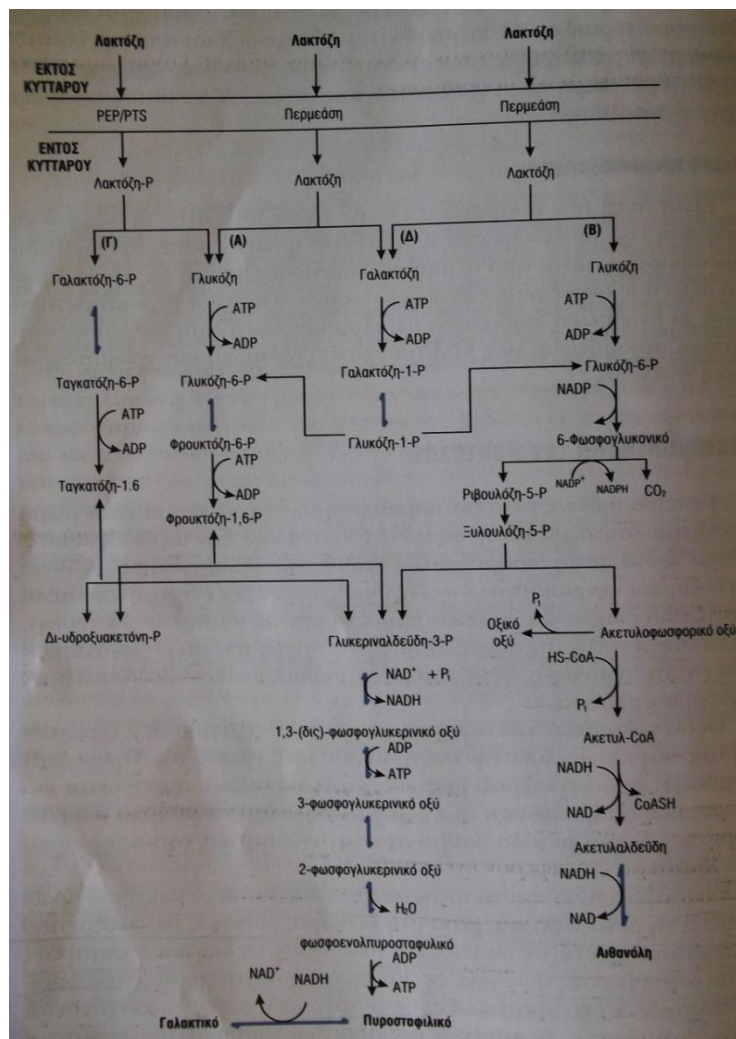 Λακτόζη Λακτόζη Λακτόζη
ΕΚΤΟΣ
ΚΥΤΤΑΡΟΥ
PEP/PTS Περμεάση Περμεάση
ΕΝΤΟΣ
ΚΥΤΤΑΡΟΥ
Λακτόζη-Ρ Λακτόζη Λακτόζη
(Γ) (Α) (Δ) (Β)
Γαλακτόζη-6-Ρ Γλυκόζη Γαλακτόζη Γλυκόζη
ATP ATP ATP
ADP ADP ADP
Ταγκατόζη-6-Ρ Γλυκόζη-6-Ρ Γαλακτόζη-1-Ρ Γλυκόζη-6-Ρ
ATP NADP
ADP Φρουκτόζη-6-Ρ Γλυκόζη-1-Ρ 6-Φωσφογλυκονικό
Ταγκατόζη-1.6 ATP
ADP Ριβουλόζη-5-Ρ NADP⁺ NADPH CO₂
Φρουκτόζη-1,6-Ρ Ξυλουλόζη-5-Ρ
Δι-υδροξυακετόνη-Ρ Γλυκεριναλδεΰδη-3-Ρ Οξικό
οξύ P₁ Ακετυλοφωσφορικό οξύ
NAD⁺ + P₁ HS-CoA
NADH P₁
1,3-(δις)-φωσφογλυκερινικό οξύ Ακετυλ-CoA
ADP NADH
ATP NAD CoASH
3-φωσφογλυκερινικό οξύ Ακετυλαλδεΰδη
2-φωσφογλυκερινικό οξύ NADH
H₂O NAD
φωσφοενολπυροσταφυλικό Αιθανόλη
ADP
NAD⁺ NADH ATP
Γαλακτικό Πυροσταφιλικό